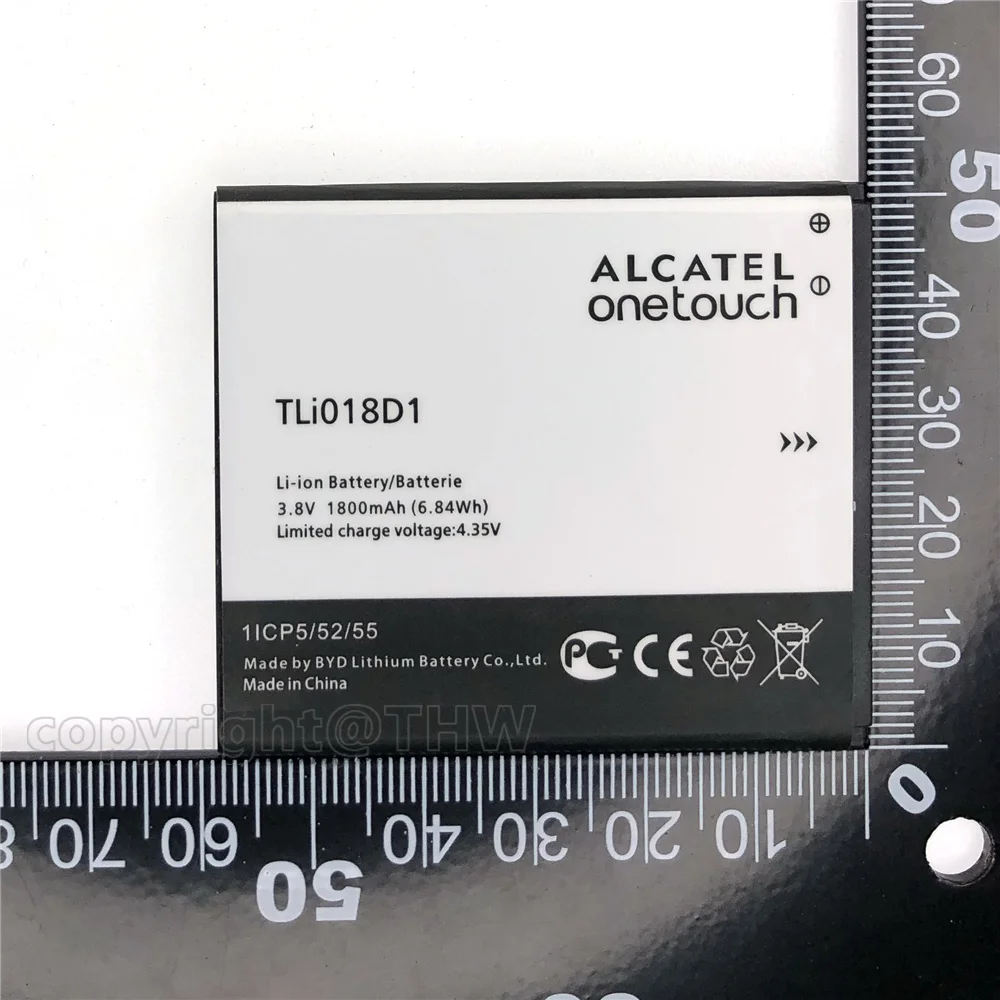 60
50
40
30
20
10
0
ALCATEL
onetouch
TLi018D1
Li-ion Battery/Batterie
3.8V 1800mAh (6.84Wh)
Limited charge voltage:4.35V
1ICP5/52/55
Made by BYD Lithium Battery Co.,Ltd.
Made in China
PCT CE
copyright@THW
70 60 50 40 30 20 10